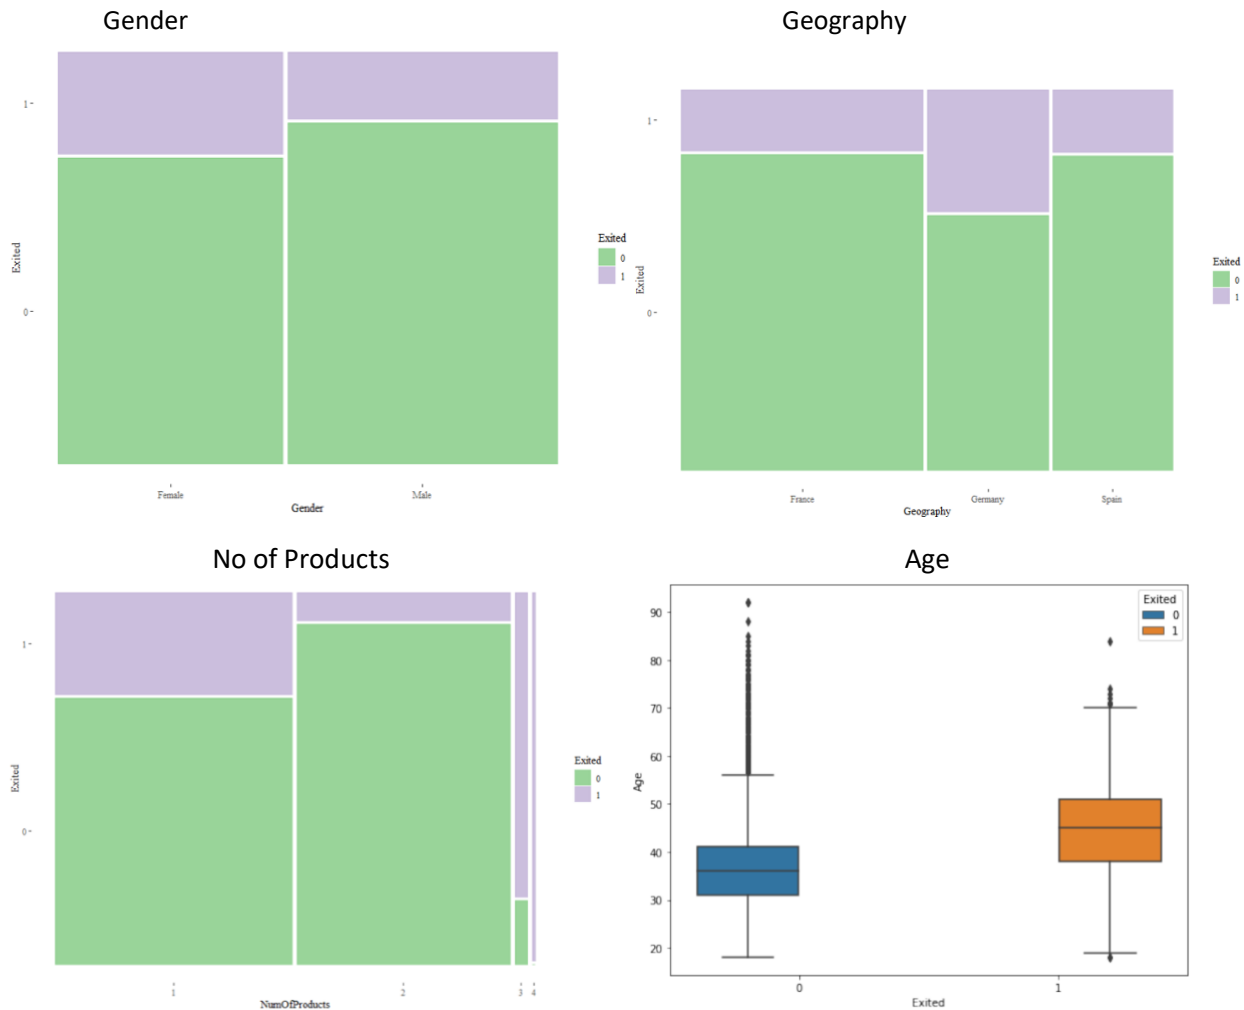 Gender
1
0
Exited
Female
Male
Gender
Exited
0
1
Geography
1
0
Exited
France
Germany
Spain
Geography
Exited
0
1
No of Products
1
0
Exited
1
2
3
4
NumOfProducts
Exited
0
1
Age
90
80
70
60
50
40
30
20
Age
0
1
Exited
Exited
0
1